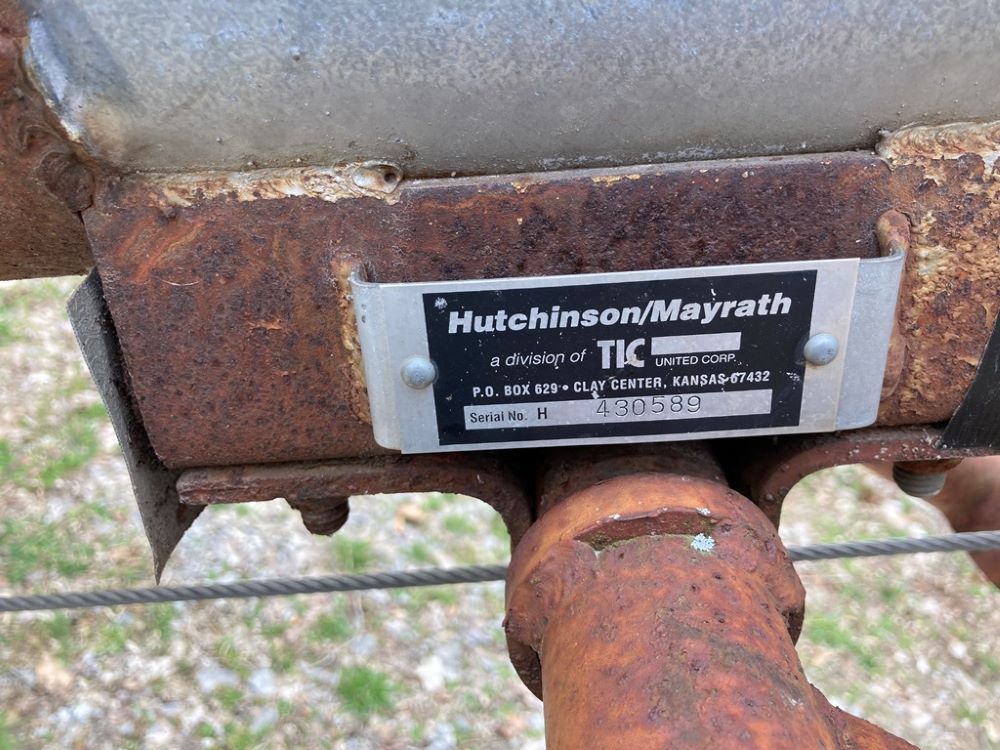 Hutchinson/Mayrath
a division of TIC UNITED CORP.
P.O. BOX 629 • CLAY CENTER, KANSAS 67432
Serial No. H 430589